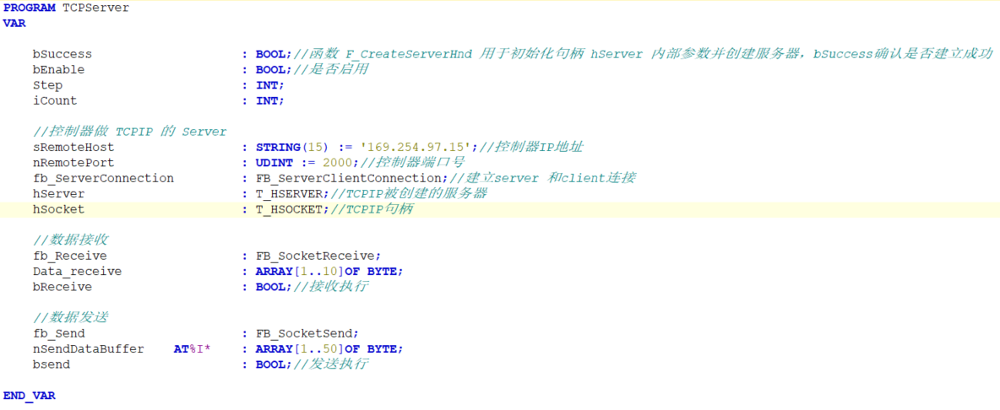 PROGRAM TCPServer
VAR
bSuccess : BOOL;//函数 F_CreateServerHnd 用于初始化句柄 hServer 内部参数并创建服务器，bSuccess确认是否建立成功
bEnable : BOOL;//是否启用
Step : INT;
iCount : INT;
//控制器做 TCPIP 的 Server
sRemoteHost : STRING(15) := '169.254.97.15';//控制器IP地址
nRemotePort : UDINT := 2000;//控制器端口号
fb_ServerConnection : FB_ServerClientConnection;//建立server 和client连接
hServer : T_HSERVER;//TCPIP被创建的服务器
hSocket : T_HSOCKET;//TCPIP句柄
//数据接收
fb_Receive : FB_SocketReceive;
Data_receive : ARRAY[1..10]OF BYTE;
bReceive : BOOL;//接收执行
//数据发送
fb_Send : FB_SocketSend;
nSendDataBuffer AT%I* : ARRAY[1..50]OF BYTE;
bsend : BOOL;//发送执行
END_VAR